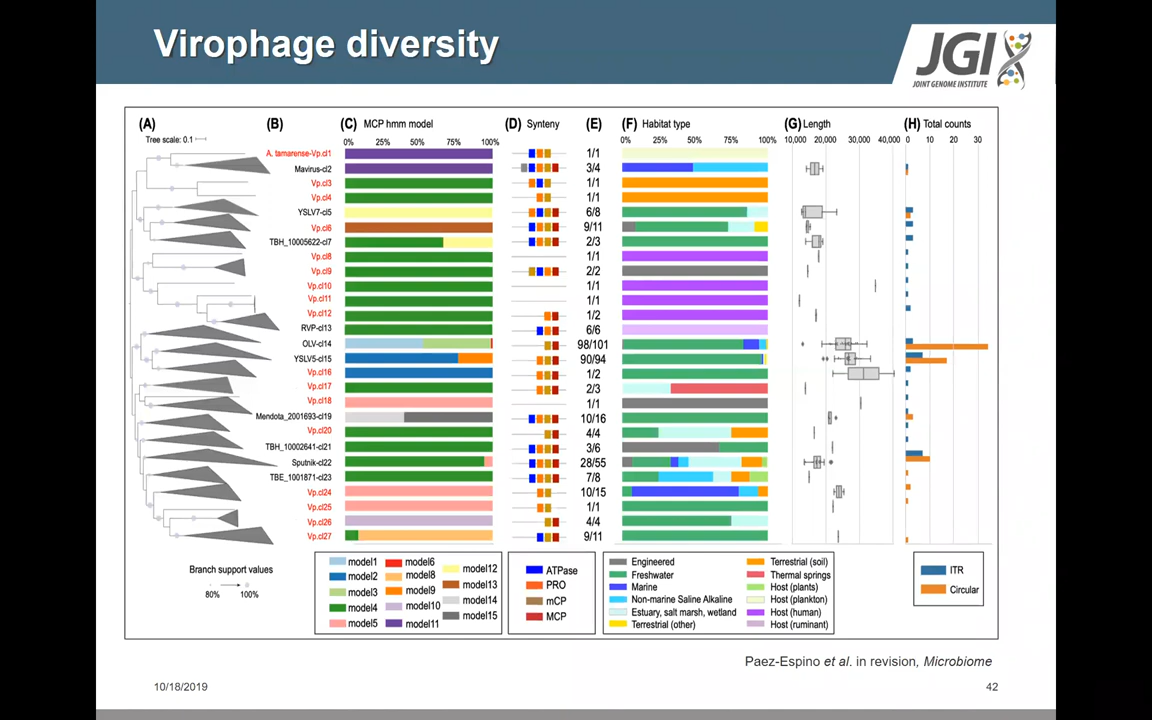 Virophage diversity
JGI
JOINT GENOME INSTITUTE
(A) (B) (C) MCP hmm model (D) Synteny (E) (F) Habitat type (G) Length (H) Total counts
Tree scale: 0.1
0% 25% 50% 75% 100% 0% 25% 50% 75% 100% 10,000 20,000 30,000 40,000 0 10 20 30
A. tamarense-Vp.cl1 1/1
Mavirus-cl2 3/4
Vp.cl3 1/1
Vp.cl4 1/1
YSLV7-cl5 6/8
Vp.cl6 9/11
TBH_10005622-cl7 2/3
Vp.cl8 1/1
Vp.cl9 2/2
Vp.cl10 1/1
Vp.cl11 1/1
Vp.cl12 1/2
RVP-cl13 6/6
OLV-cl14 98/101
YSLV5-cl15 90/94
Vp.cl16 1/2
Vp.cl17 2/3
Vp.cl18 1/1
Mendota_2001693-cl19 10/16
Vp.cl20 4/4
TBH_10002641-cl21 3/6
Sputnik-cl22 28/55
TBE_1001871-cl23 7/8
Vp.cl24 10/15
Vp.cl25 1/1
Vp.cl26 4/4
Vp.cl27 9/11
Branch support values
80% 100%
model1
model2
model3
model4
model5
model6
model8
model9
model10
model11
model12
model13
model14
model15
ATPase
PRO
mCP
MCP
Engineered
Freshwater
Marine
Non-marine Saline Alkaline
Estuary, salt marsh, wetland
Terrestrial (other)
Terrestrial (soil)
Thermal springs
Host (plants)
Host (plankton)
Host (human)
Host (ruminant)
ITR
Circular
Paez-Espino et al. in revision, Microbiome
10/18/2019
42